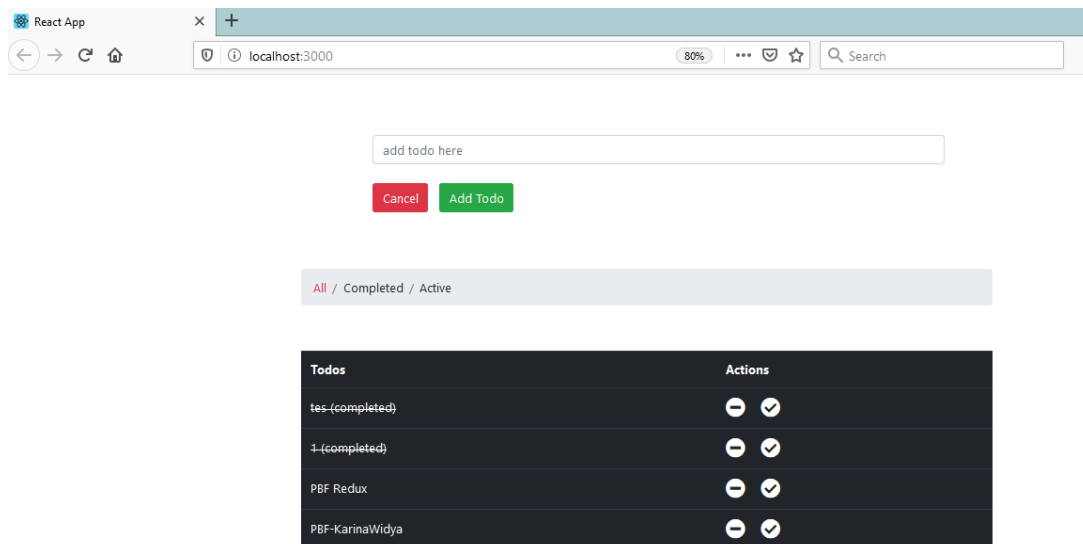 React App
localhost:3000 80% Search
add todo here
Cancel Add Todo
All / Completed / Active
Todos Actions
tes (completed)
1 (completed)
PBF Redux
PBF-KarinaWidya